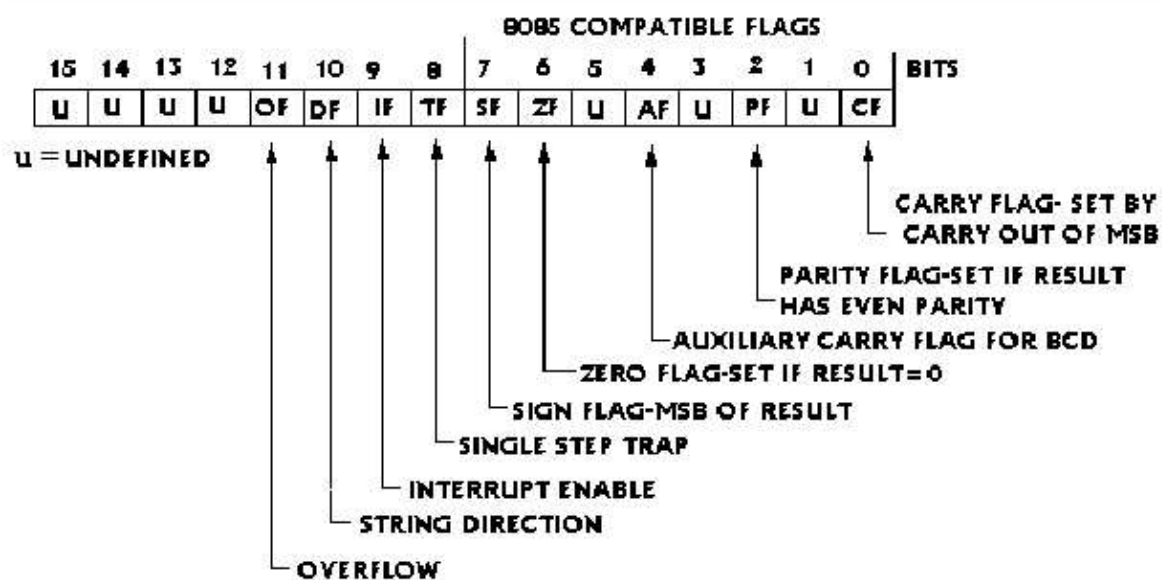 8085 COMPATIBLE FLAGS
15 14 13 12 11 10 9 8 7 6 5 4 3 2 1 0 BITS
U U U U OF DF IF TF SF ZF U AF U PF U CF
U = UNDEFINED
CARRY FLAG- SET BY
CARRY OUT OF MSB
PARITY FLAG-SET IF RESULT
HAS EVEN PARITY
AUXILIARY CARRY FLAG FOR BCD
ZERO FLAG-SET IF RESULT=0
SIGN FLAG-MSB OF RESULT
SINGLE STEP TRAP
INTERRUPT ENABLE
STRING DIRECTION
OVERFLOW